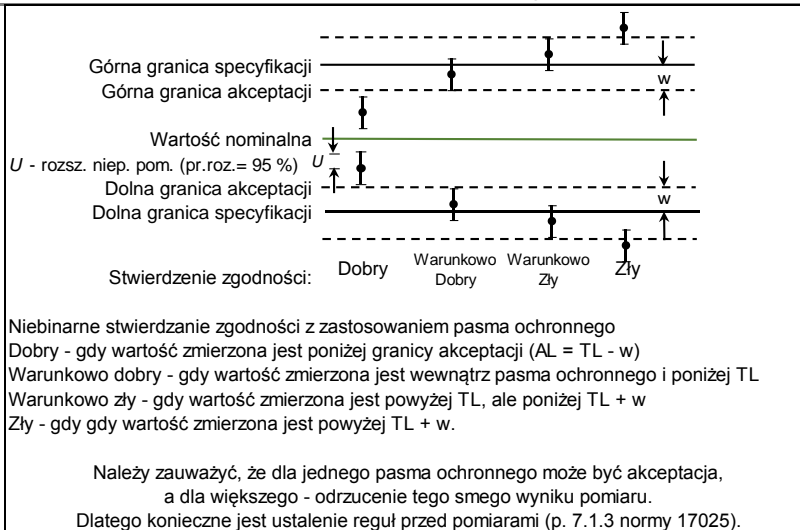 Górna granica specyfikacji
w
Górna granica akceptacji
Wartość nominalna
U - rozsz. niep. pom. (pr.roz.= 95 %) U
Dolna granica akceptacji
w
Dolna granica specyfikacji
Stwierdzenie zgodności: Dobry Warunkowo Dobry Warunkowo Zły Zły
Niebinarne stwierdzanie zgodności z zastosowaniem pasma ochronnego
Dobry - gdy wartość zmierzona jest poniżej granicy akceptacji (AL = TL - w)
Warunkowo dobry - gdy wartość zmierzona jest wewnątrz pasma ochronnego i poniżej TL
Warunkowo zły - gdy wartość zmierzona jest powyżej TL, ale poniżej TL + w
Zły - gdy gdy wartość zmierzona jest powyżej TL + w.
Należy zauważyć, że dla jednego pasma ochronnego może być akceptacja,
a dla większego - odrzucenie tego smego wyniku pomiaru.
Dlatego konieczne jest ustalenie reguł przed pomiarami (p. 7.1.3 normy 17025).